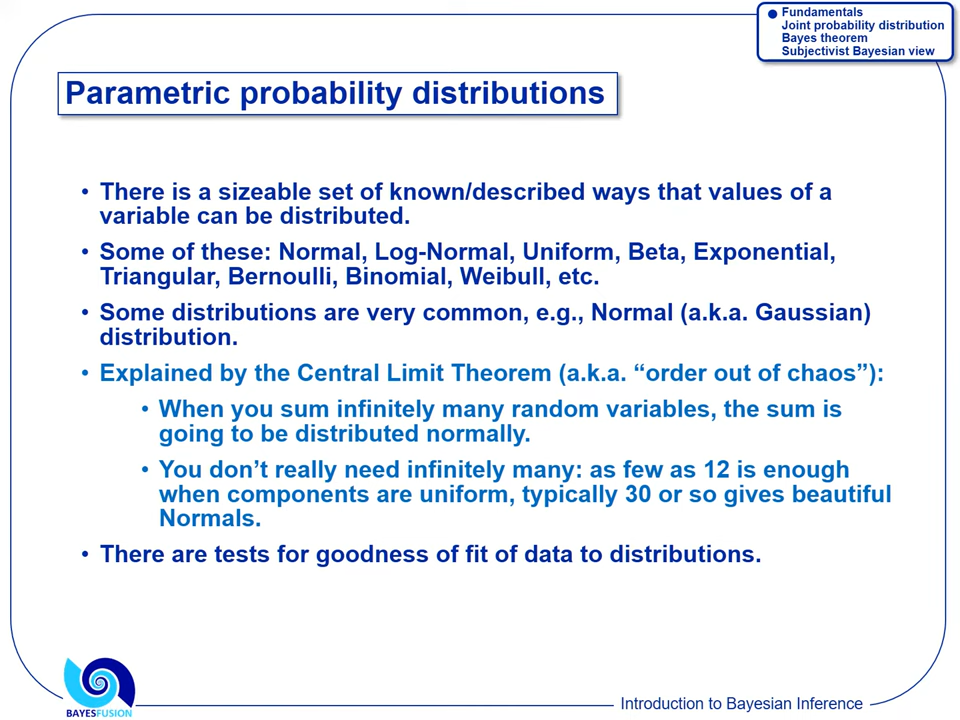 Fundamentals
Joint probability distribution
Bayes theorem
Subjectivist Bayesian view
Parametric probability distributions
• There is a sizeable set of known/described ways that values of a
variable can be distributed.
• Some of these: Normal, Log-Normal, Uniform, Beta, Exponential,
Triangular, Bernoulli, Binomial, Weibull, etc.
• Some distributions are very common, e.g., Normal (a.k.a. Gaussian)
distribution.
• Explained by the Central Limit Theorem (a.k.a. “order out of chaos”):
• When you sum infinitely many random variables, the sum is
going to be distributed normally.
• You don’t really need infinitely many: as few as 12 is enough
when components are uniform, typically 30 or so gives beautiful
Normals.
• There are tests for goodness of fit of data to distributions.
BAYESFUSION
Introduction to Bayesian Inference